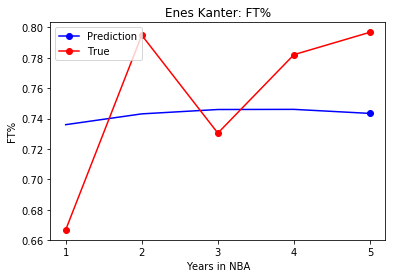 Enes Kanter: FT%
Prediction
True
FT%
0.80
0.78
0.76
0.74
0.72
0.70
0.68
0.66
1
2
3
4
5
Years in NBA